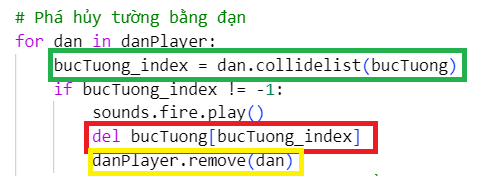 # Phá hủy tường bằng đạn
for dan in danPlayer:
bucTuong_index = dan.collidelist(bucTuong)
if bucTuong_index != -1:
sounds.fire.play()
del bucTuong[bucTuong_index]
danPlayer.remove(dan)